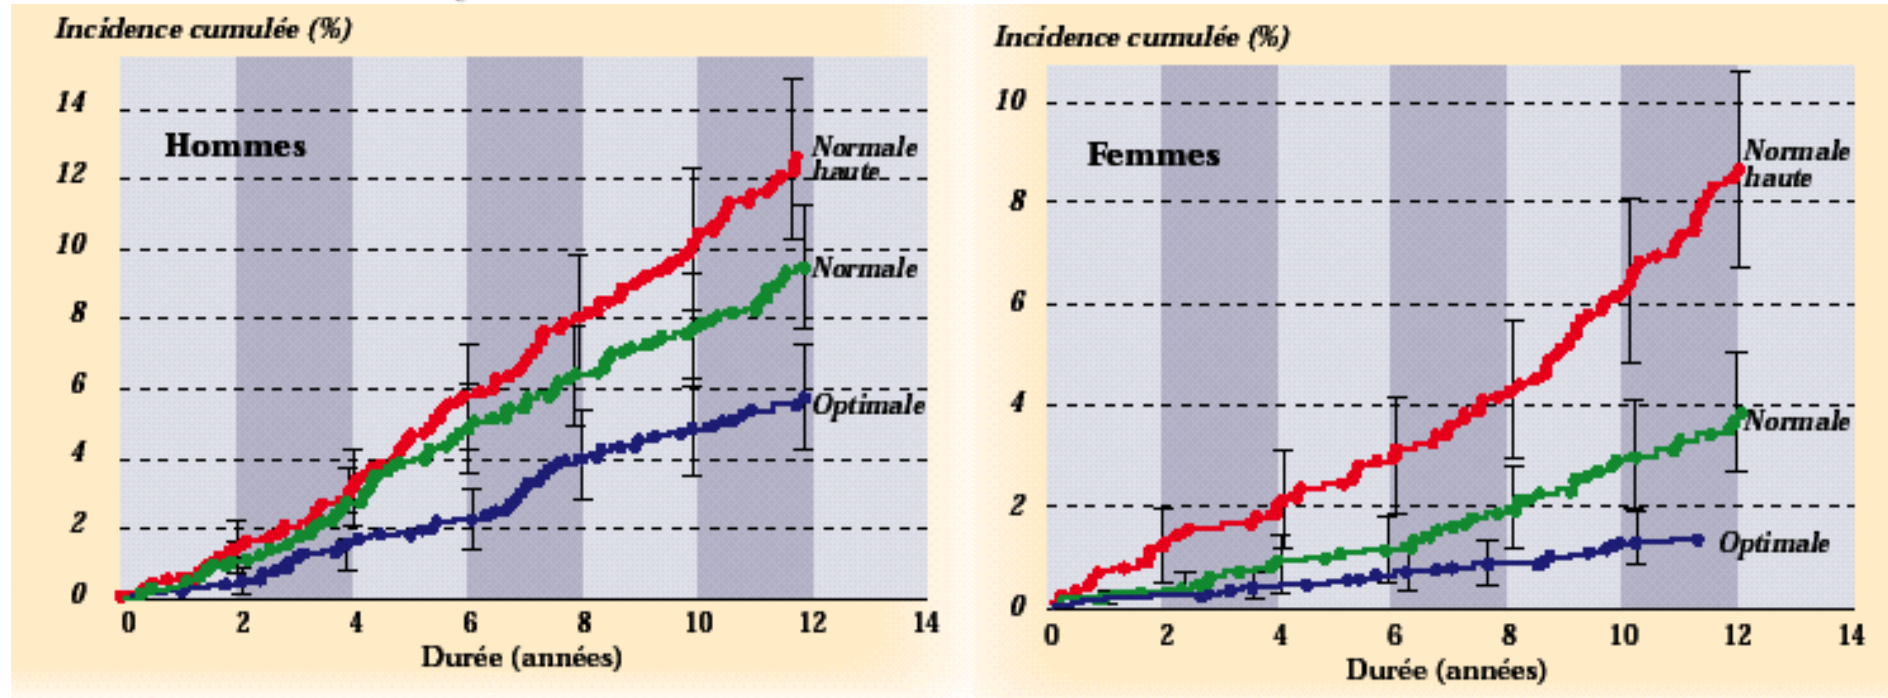 Incidence cumulée (%)
14
12
10
8
6
4
2
0
Hommes
Normale
haute
Normale
Optimale
0 2 4 6 8 10 12 14
Durée (années)
Incidence cumulée (%)
10
8
6
4
2
0
Femmes
Normale
haute
Normale
Optimale
0 2 4 6 8 10 12 14
Durée (années)